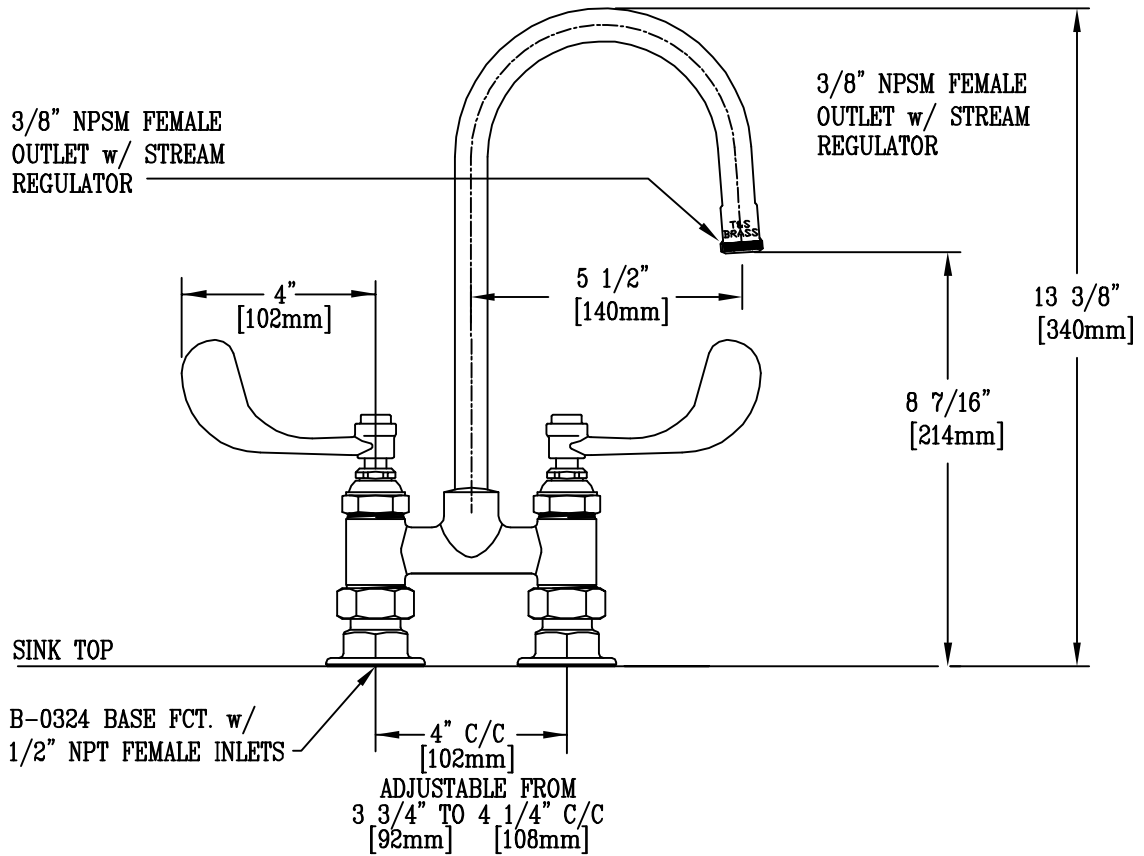 3/8" NPSM FEMALE
OUTLET w/ STREAM
REGULATOR
3/8" NPSM FEMALE
OUTLET w/ STREAM
REGULATOR
T&S
BRASS
4"
[102mm]
5 1/2"
[140mm]
13 3/8"
[340mm]
8 7/16"
[214mm]
SINK TOP
B-0324 BASE FCT. w/
1/2" NPT FEMALE INLETS
4" C/C
[102mm]
ADJUSTABLE FROM
3 3/4" TO 4 1/4" C/C
[92mm] [108mm]